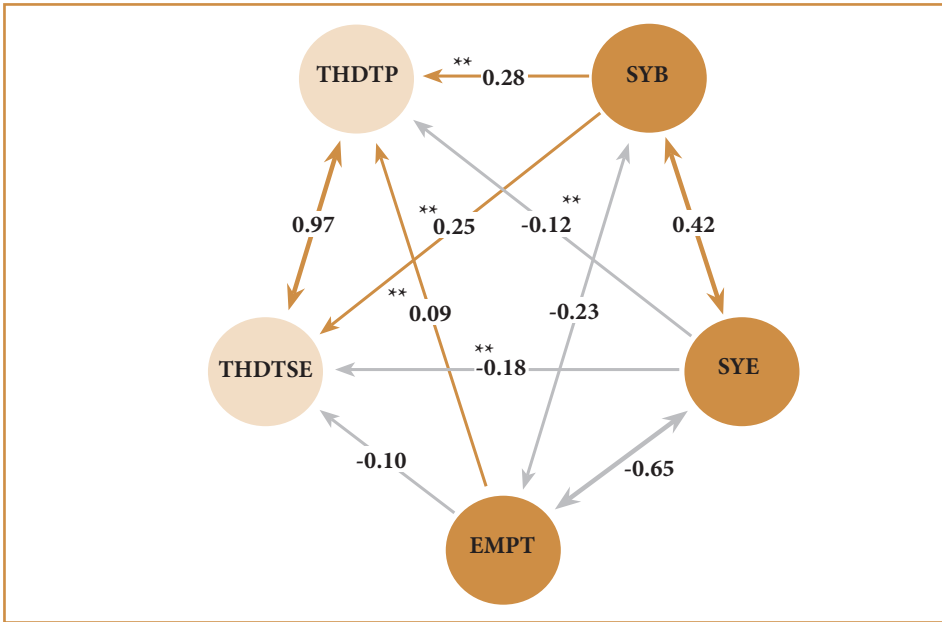 THDTP
SYB
** 0.28
0.97
** 0.25
-0.12 **
0.42
** 0.09
-0.23
THDTSE
** -0.18
SYE
-0.10
-0.65
EMPT